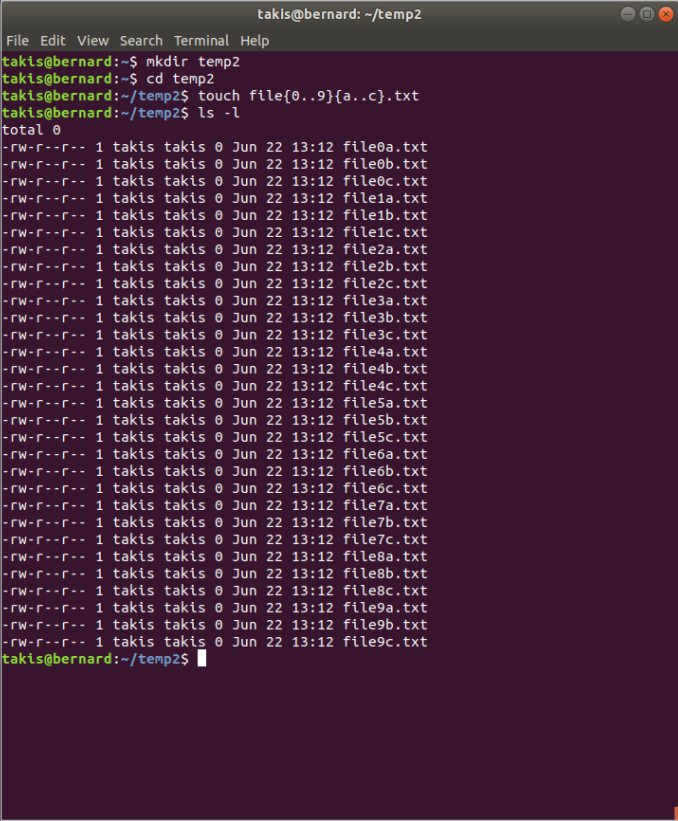 takis@bernard: ~/temp2
File Edit View Search Terminal Help
takis@bernard:~$ mkdir temp2
takis@bernard:~$ cd temp2
takis@bernard:~/temp2$ touch file{0..9}{a..c}.txt
takis@bernard:~/temp2$ ls -l
total 0
-rw-r--r-- 1 takis takis 0 Jun 22 13:12 file0a.txt
-rw-r--r-- 1 takis takis 0 Jun 22 13:12 file0b.txt
-rw-r--r-- 1 takis takis 0 Jun 22 13:12 file0c.txt
-rw-r--r-- 1 takis takis 0 Jun 22 13:12 file1a.txt
-rw-r--r-- 1 takis takis 0 Jun 22 13:12 file1b.txt
-rw-r--r-- 1 takis takis 0 Jun 22 13:12 file1c.txt
-rw-r--r-- 1 takis takis 0 Jun 22 13:12 file2a.txt
-rw-r--r-- 1 takis takis 0 Jun 22 13:12 file2b.txt
-rw-r--r-- 1 takis takis 0 Jun 22 13:12 file2c.txt
-rw-r--r-- 1 takis takis 0 Jun 22 13:12 file3a.txt
-rw-r--r-- 1 takis takis 0 Jun 22 13:12 file3b.txt
-rw-r--r-- 1 takis takis 0 Jun 22 13:12 file3c.txt
-rw-r--r-- 1 takis takis 0 Jun 22 13:12 file4a.txt
-rw-r--r-- 1 takis takis 0 Jun 22 13:12 file4b.txt
-rw-r--r-- 1 takis takis 0 Jun 22 13:12 file4c.txt
-rw-r--r-- 1 takis takis 0 Jun 22 13:12 file5a.txt
-rw-r--r-- 1 takis takis 0 Jun 22 13:12 file5b.txt
-rw-r--r-- 1 takis takis 0 Jun 22 13:12 file5c.txt
-rw-r--r-- 1 takis takis 0 Jun 22 13:12 file6a.txt
-rw-r--r-- 1 takis takis 0 Jun 22 13:12 file6b.txt
-rw-r--r-- 1 takis takis 0 Jun 22 13:12 file6c.txt
-rw-r--r-- 1 takis takis 0 Jun 22 13:12 file7a.txt
-rw-r--r-- 1 takis takis 0 Jun 22 13:12 file7b.txt
-rw-r--r-- 1 takis takis 0 Jun 22 13:12 file7c.txt
-rw-r--r-- 1 takis takis 0 Jun 22 13:12 file8a.txt
-rw-r--r-- 1 takis takis 0 Jun 22 13:12 file8b.txt
-rw-r--r-- 1 takis takis 0 Jun 22 13:12 file8c.txt
-rw-r--r-- 1 takis takis 0 Jun 22 13:12 file9a.txt
-rw-r--r-- 1 takis takis 0 Jun 22 13:12 file9b.txt
-rw-r--r-- 1 takis takis 0 Jun 22 13:12 file9c.txt
takis@bernard:~/temp2$